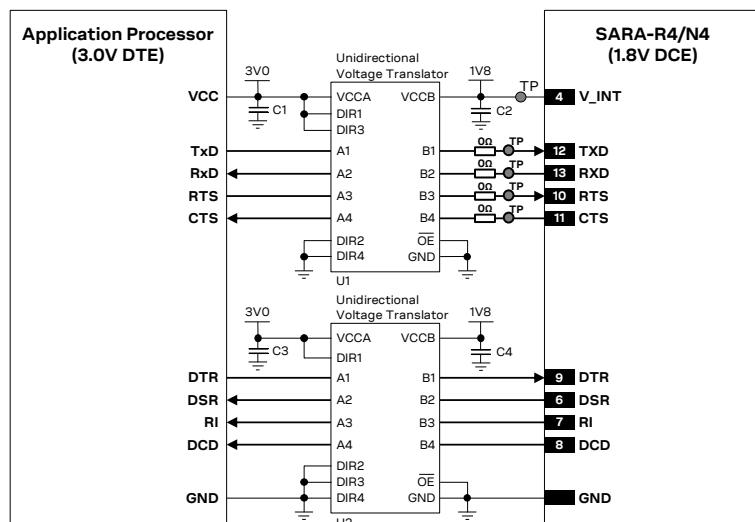 Application Processor
(3.0V DTE)
SARA-R4/N4
(1.8V DCE)
Unidirectional
Voltage Translator
3V0
1V8
TP
VCC
VCCA
VCCB
4
V_INT
C1
DIR1
C2
DIR3
0Ω
TP
TxD
A1
B1
12
TXD
0Ω
TP
RxD
A2
B2
13
RXD
0Ω
TP
RTS
A3
B3
10
RTS
0Ω
TP
CTS
A4
B4
11
CTS
DIR2
OE
DIR4
GND
U1
Unidirectional
Voltage Translator
3V0
1V8
VCCA
VCCB
C3
DIR1
C4
DTR
A1
B1
9
DTR
DSR
A2
B2
6
DSR
RI
A3
B3
7
RI
DCD
A4
B4
8
DCD
DIR2
DIR3
OE
GND
DIR4
GND
GND